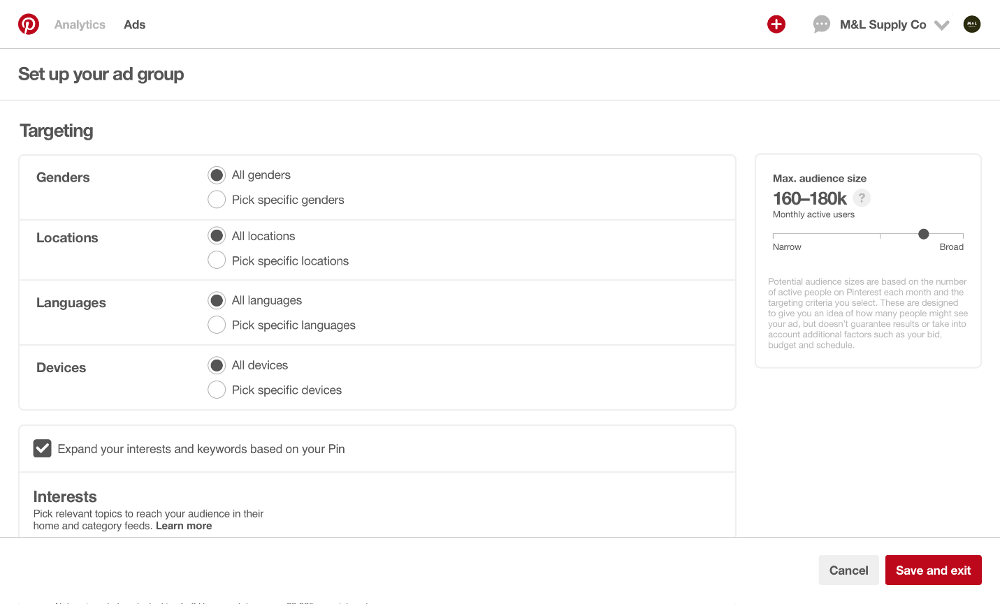 Analytics Ads M&L Supply Co M&L
Set up your ad group
Targeting
Genders
All genders
Pick specific genders
Locations
All locations
Pick specific locations
Languages
All languages
Pick specific languages
Devices
All devices
Pick specific devices
Expand your interests and keywords based on your Pin
Interests
Pick relevant topics to reach your audience in their
home and category feeds. Learn more
Max. audience size
160–180k ?
Monthly active users
Narrow Broad
Potential audience sizes are based on the number
of active people on Pinterest each month and the
targeting criteria you select. These are designed
to give you an idea of how many people might see
your ad, but doesn't guarantee results or take into
account additional factors such as your bid,
budget and schedule.
Cancel Save and exit